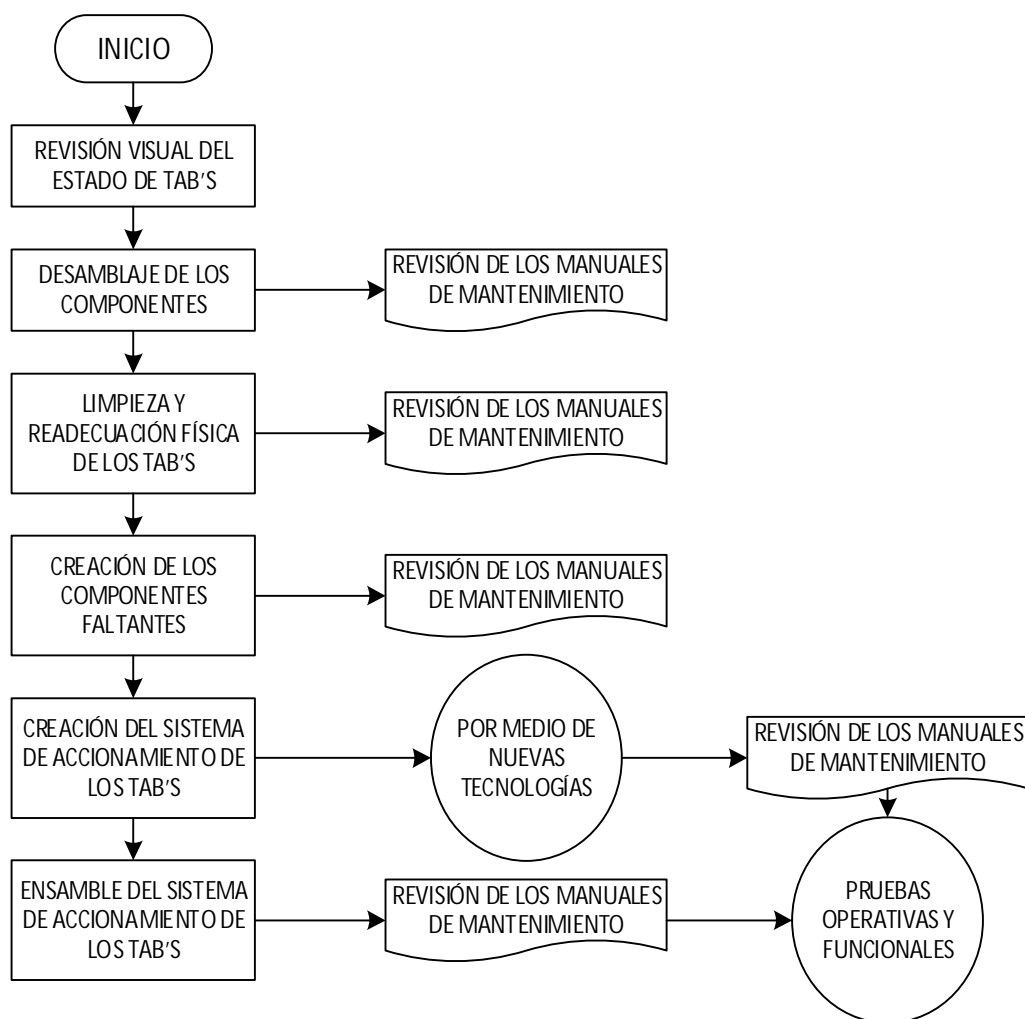 INICIO
REVISIÓN VISUAL DEL
ESTADO DE TAB'S
DESAMBLAJE DE LOS
COMPONENTES
REVISIÓN DE LOS MANUALES
DE MANTENIMIENTO
LIMPIEZA Y
READECUACIÓN FÍSICA
DE LOS TAB'S
REVISIÓN DE LOS MANUALES
DE MANTENIMIENTO
CREACIÓN DE LOS
COMPONENTES
FALTANTES
REVISIÓN DE LOS MANUALES
DE MANTENIMIENTO
CREACIÓN DEL SISTEMA
DE ACCIONAMIENTO DE
LOS TAB'S
POR MEDIO DE
NUEVAS
TECNOLOGÍAS
REVISIÓN DE LOS MANUALES
DE MANTENIMIENTO
ENSAMBLE DEL SISTEMA
DE ACCIONAMIENTO DE
LOS TAB'S
REVISIÓN DE LOS MANUALES
DE MANTENIMIENTO
PRUEBAS
OPERATIVAS Y
FUNCIONALES